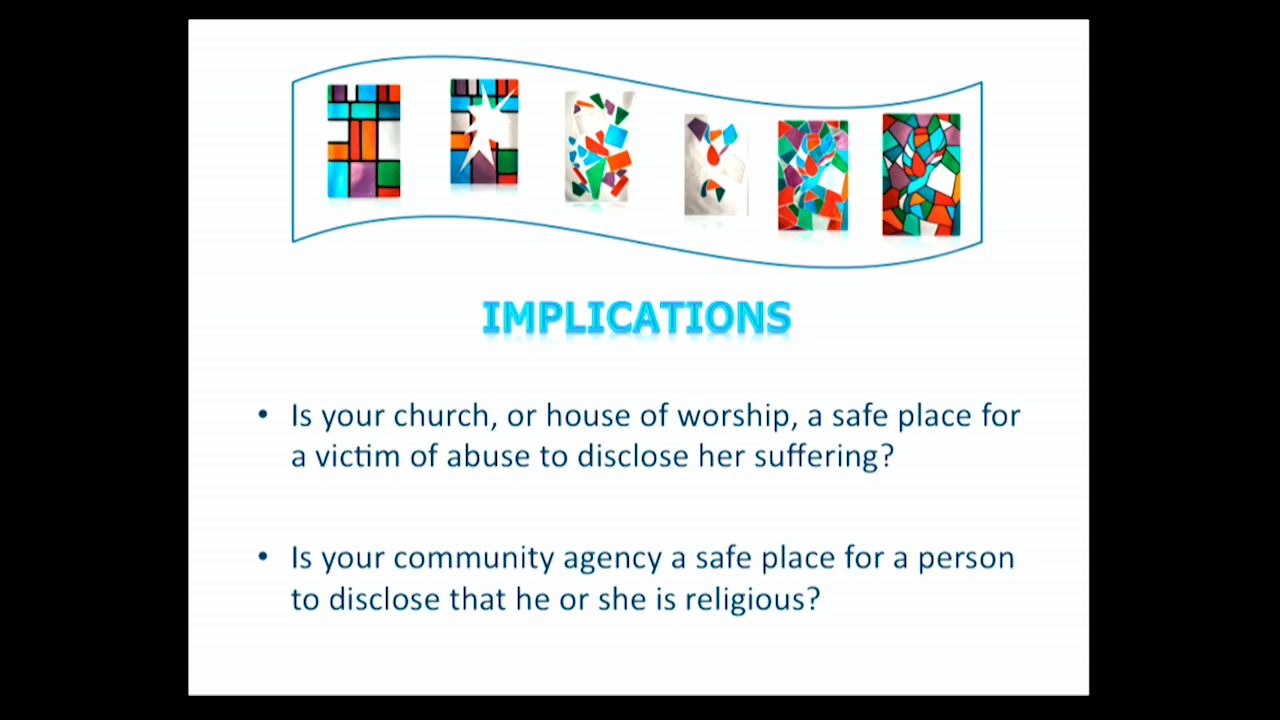 IMPLICATIONS
• Is your church, or house of worship, a safe place for
a victim of abuse to disclose her suffering?
• Is your community agency a safe place for a person
to disclose that he or she is religious?